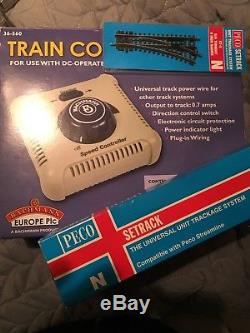 36-560
TRAIN CO
FOR USE WITH DC-OPERATE
PECO SETRACK
N
BACHMANN
B
Speed Controller
• Universal track power wire for
other track systems
• Output to track: 0.7 amps
• Direction control switch
• Electronic circuit protection
• Power indicator light
• Plug-in Wiring
BACHMANN
EUROPE Plc
A BACHMANN PRODUCT
PECO
SETRACK
THE UNIVERSAL UNIT TRACKAGE SYSTEM
Compatible with Peco Streamline
N